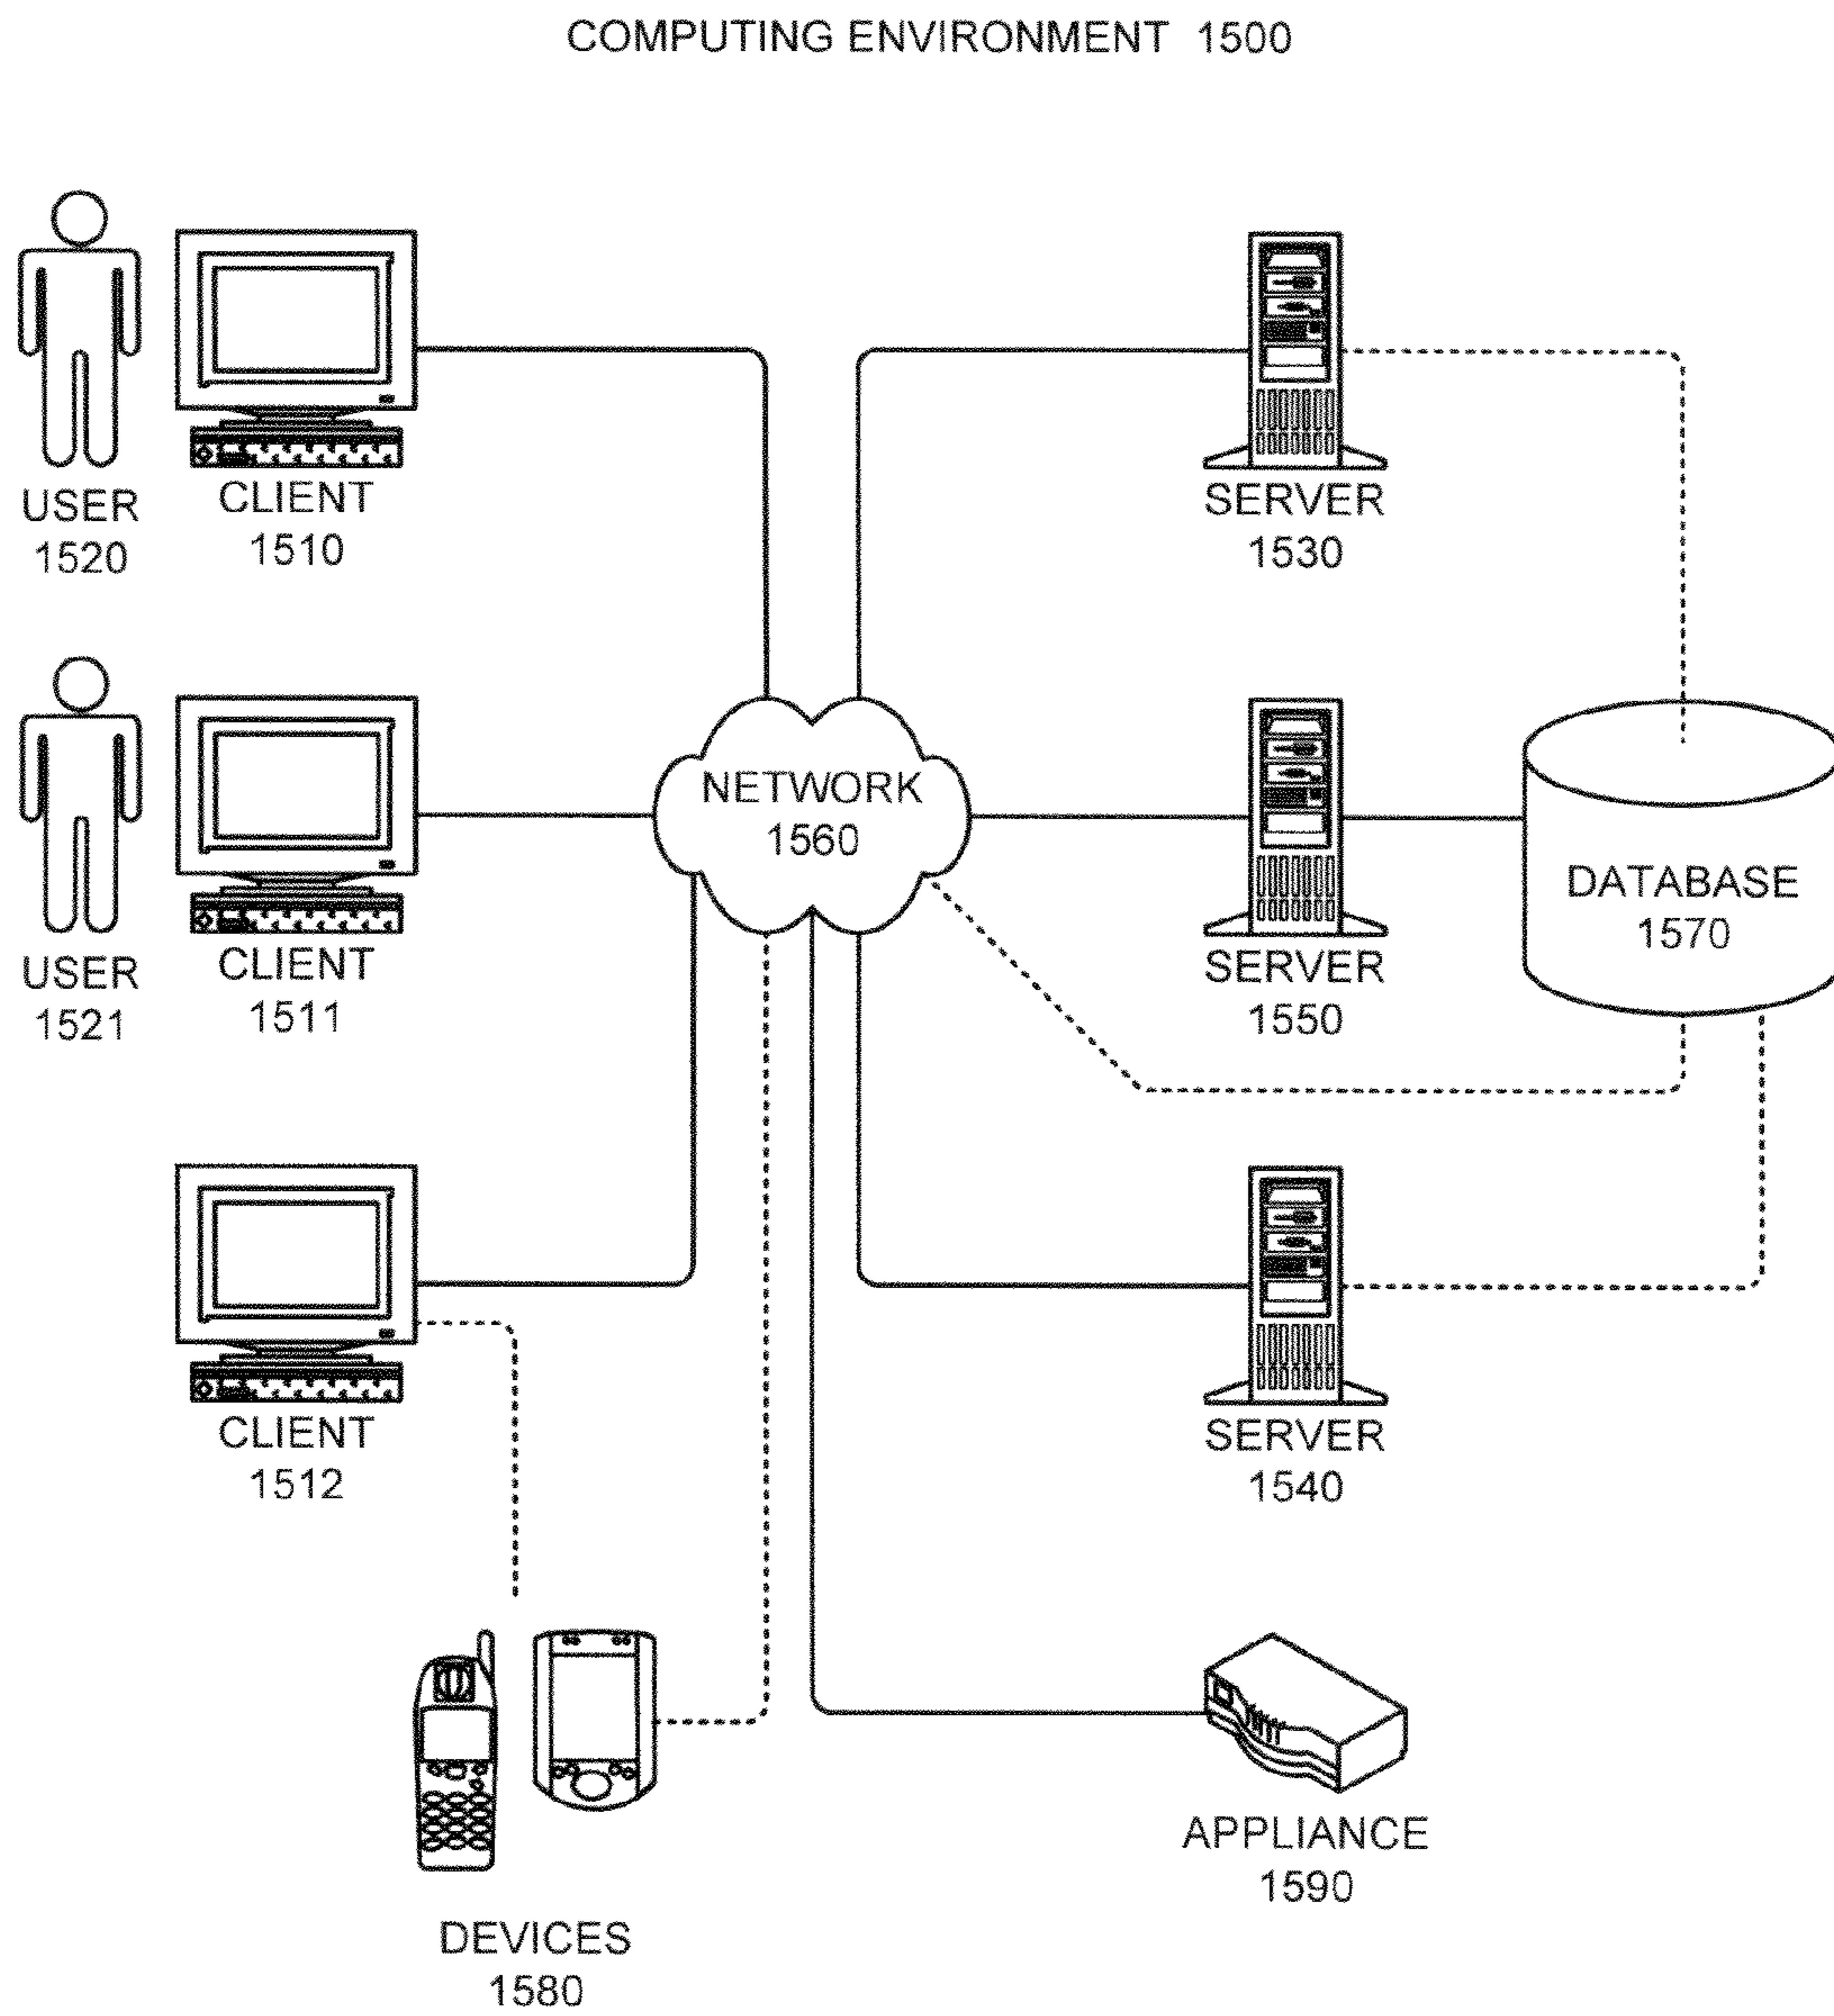 COMPUTING ENVIRONMENT 1500
USER
1520
CLIENT
1510
SERVER
1530
NETWORK
1560
DATABASE
1570
USER
1521
CLIENT
1511
SERVER
1550
CLIENT
1512
SERVER
1540
DEVICES
1580
APPLIANCE
1590